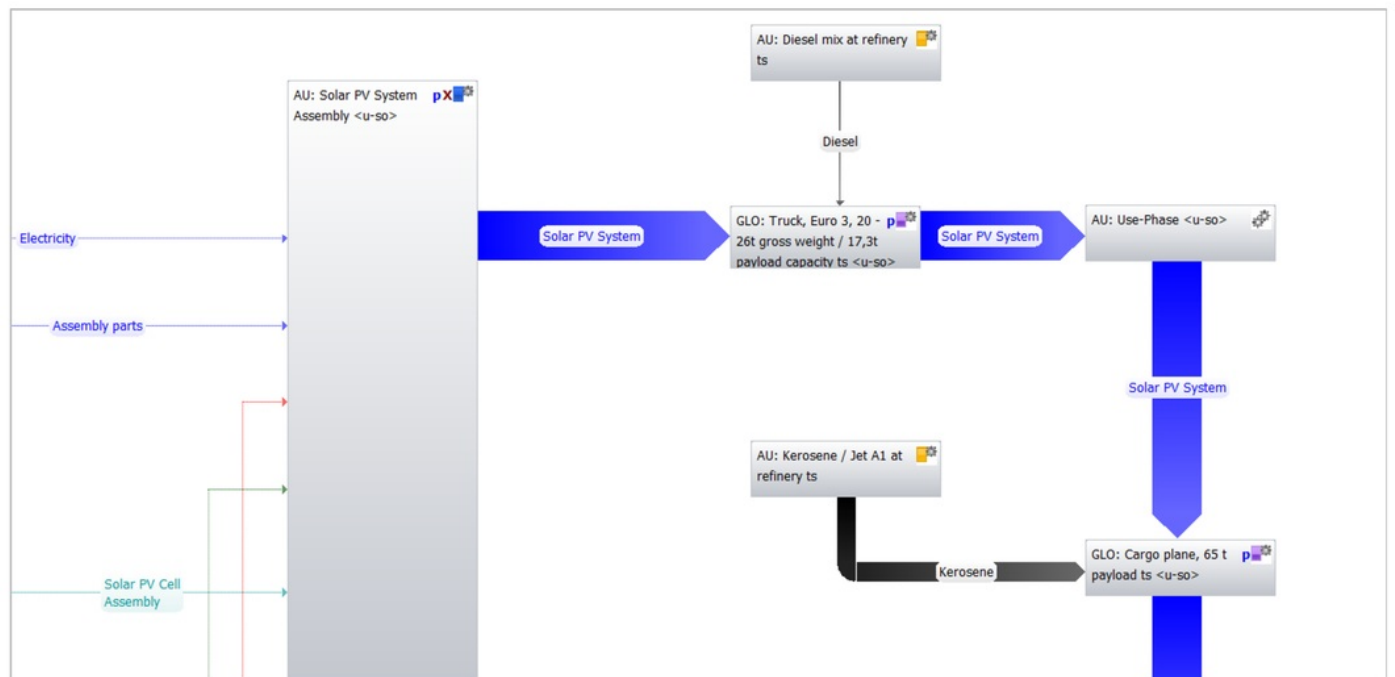 AU: Diesel mix at refinery
ts
AU: Solar PV System
Assembly <u-so>
pX
Diesel
Electricity
Solar PV System
GLO: Truck, Euro 3, 20 -
26t gross weight / 17,3t
payload capacity ts <u-so>
p
Solar PV System
AU: Use-Phase <u-so>
Assembly parts
Solar PV System
AU: Kerosene / Jet A1 at
refinery ts
Kerosene
GLO: Cargo plane, 65 t
payload ts <u-so>
p
Solar PV Cell
Assembly